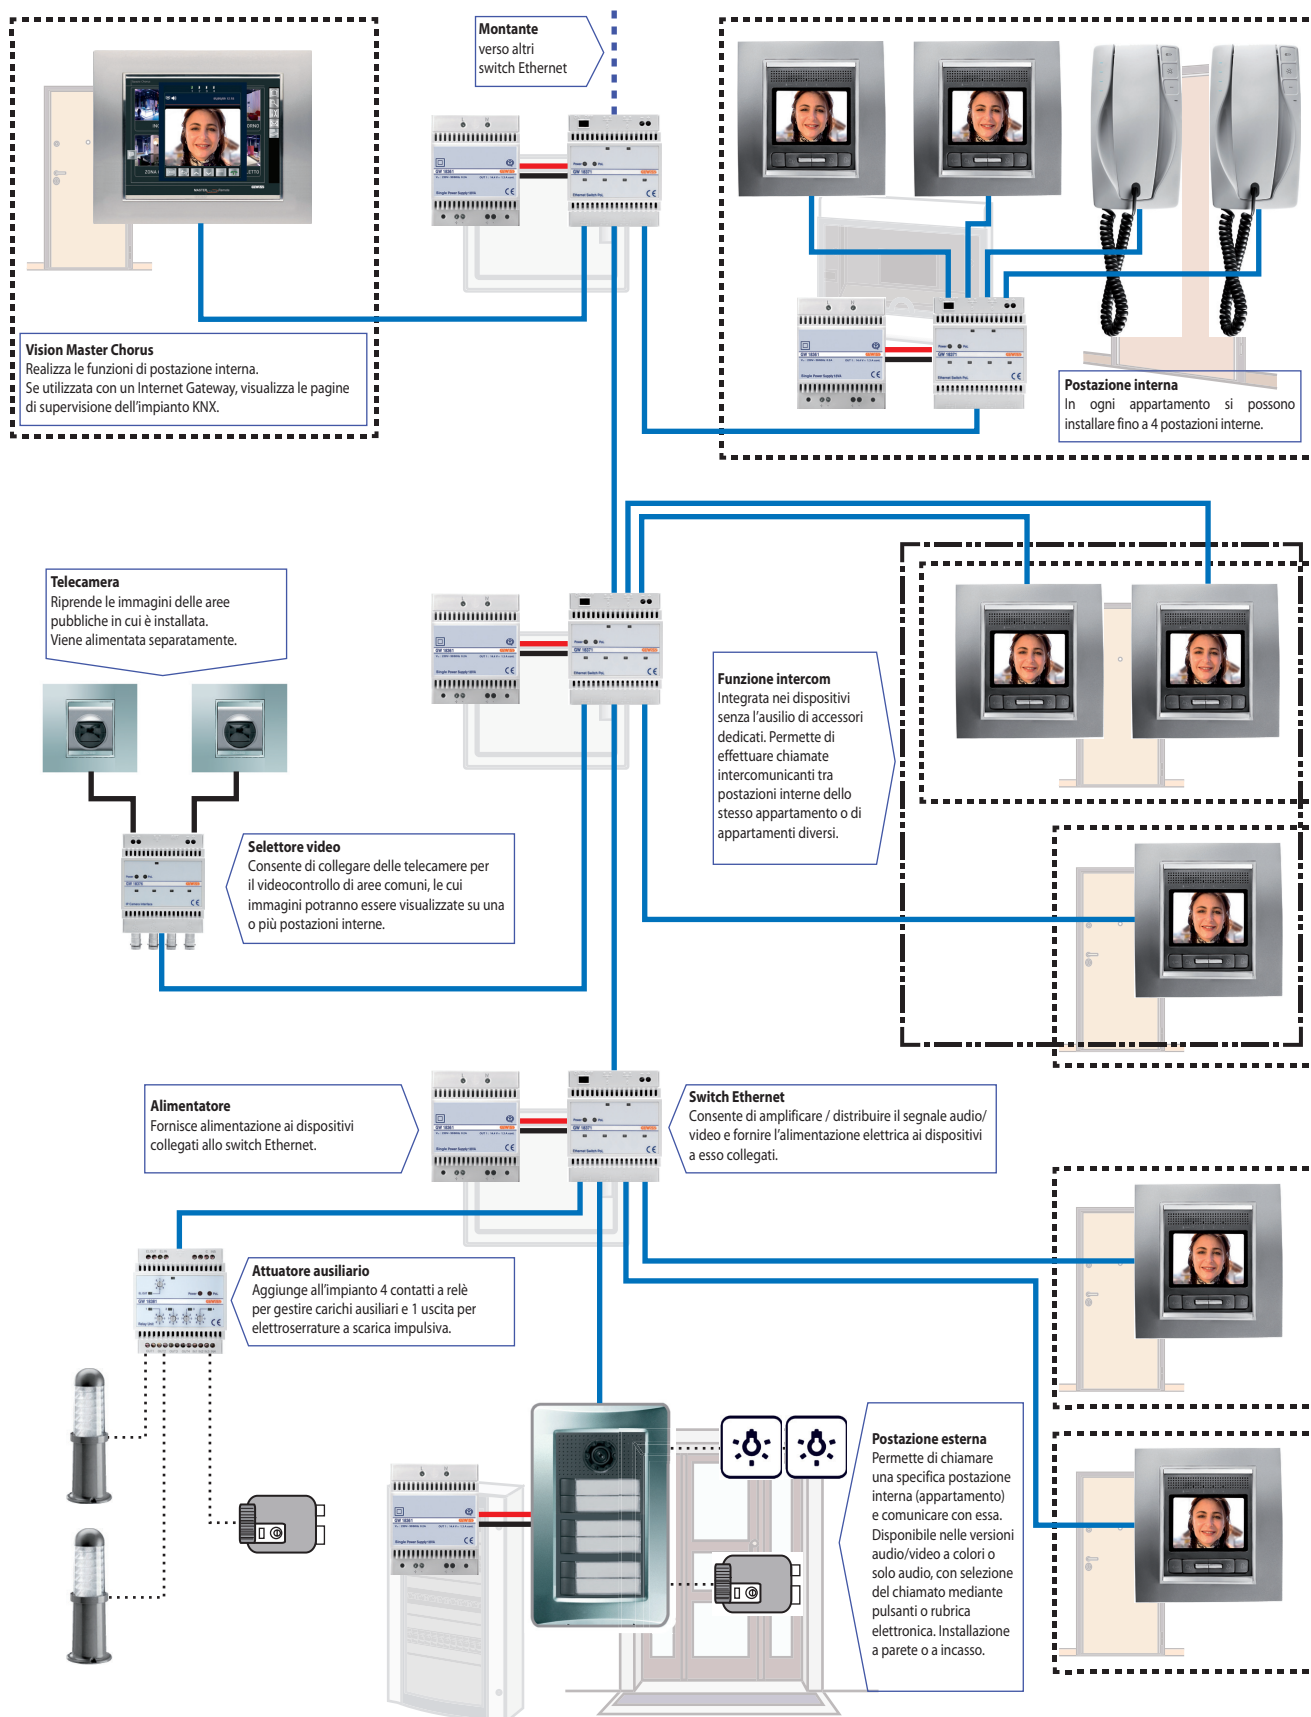 Montante
verso altri
switch Ethernet
Vision Master Chorus
Realizza le funzioni di postazione interna.
Se utilizzata con un Internet Gateway, visualizza le pagine
di supervisione dell'impianto KNX.
Postazione interna
In ogni appartamento si possono
installare fino a 4 postazioni interne.
Telecamera
Riprende le immagini delle aree
pubbliche in cui è installata.
Viene alimentata separatamente.
Funzione intercom
Integrata nei dispositivi
senza l'ausilio di accessori
dedicati. Permette di
effettuare chiamate
intercomunicanti tra
postazioni interne dello
stesso appartamento o di
appartamenti diversi.
Selettore video
Consente di collegare delle telecamere per
il videocontrollo di aree comuni, le cui
immagini potranno essere visualizzate su una
o più postazioni interne.
Alimentatore
Fornisce alimentazione ai dispositivi
collegati allo switch Ethernet.
Switch Ethernet
Consente di amplificare / distribuire il segnale audio/
video e fornire l'alimentazione elettrica ai dispositivi
a esso collegati.
Attuatore ausiliario
Aggiunge all'impianto 4 contatti a relè
per gestire carichi ausiliari e 1 uscita per
elettroserrature a scarica impulsiva.
Postazione esterna
Permette di chiamare
una specifica postazione
interna (appartamento)
e comunicare con essa.
Disponibile nelle versioni
audio/video a colori o
solo audio, con selezione
del chiamato mediante
pulsanti o rubrica
elettronica. Installazione
a parete o a incasso.